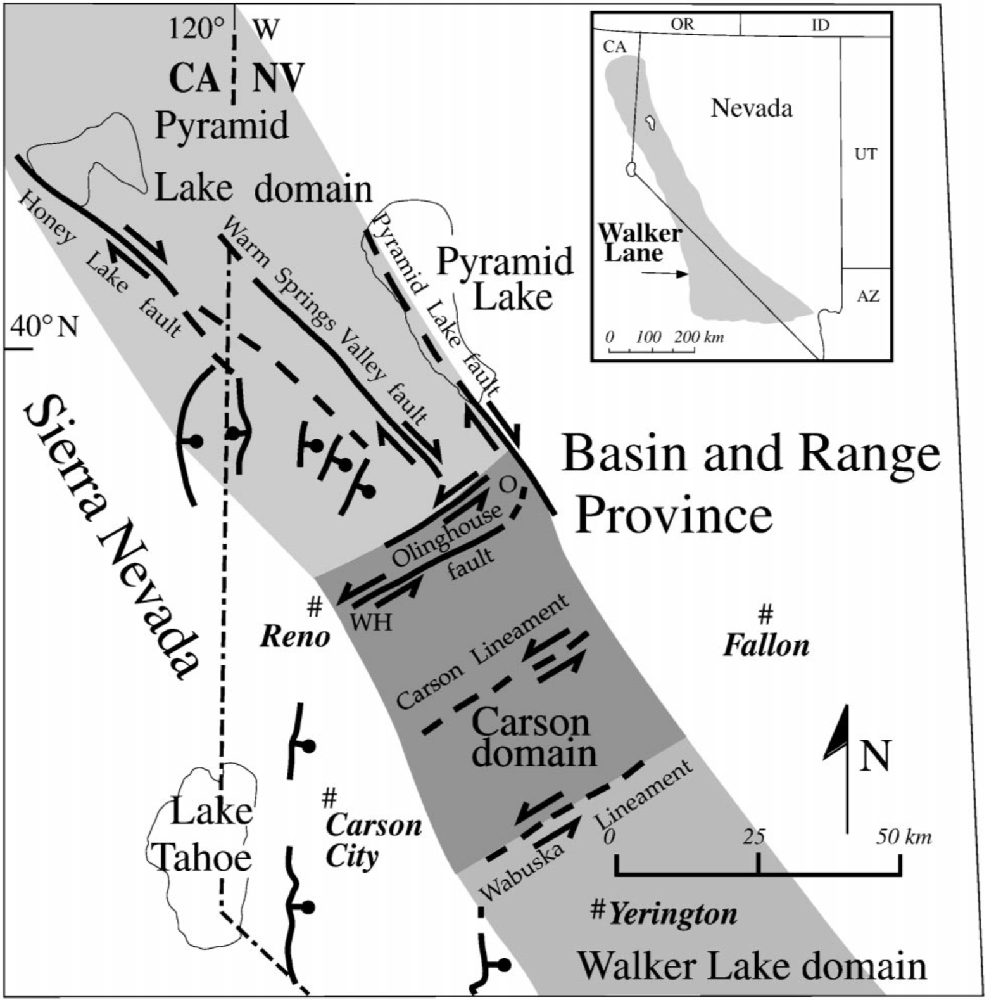 120° W
CA NV
Pyramid
Lake domain
Honey Lake fault
Warm Springs Valley fault
Pyramid Lake fault
Pyramid
Lake
40° N
Sierra Nevada
Basin and Range
Province
O
Olinghouse
fault
WH
#
Reno
#
Fallon
Carson Lineament
Carson
domain
N
Lake
Tahoe
#
Carson
City
Wabuska Lineament
0 25 50 km
#Yerington
Walker Lake domain
OR ID
CA
Nevada
UT
Walker
Lane
AZ
0 100 200 km